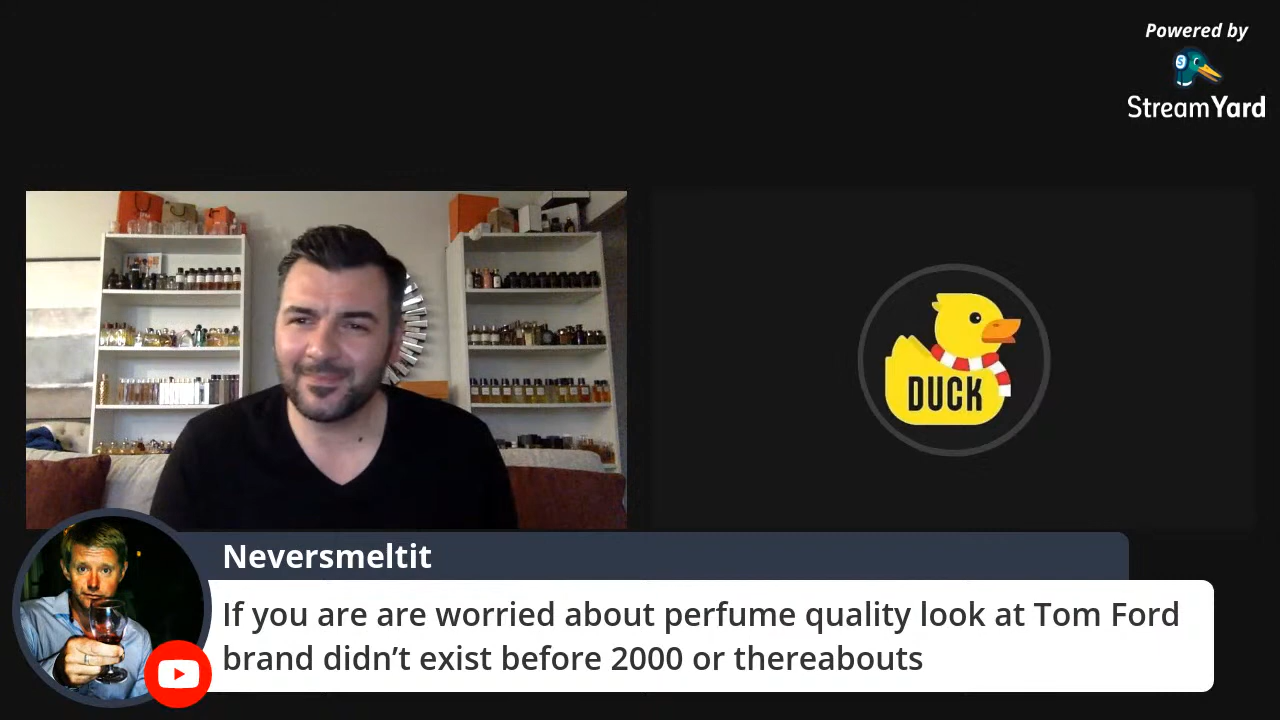 Powered by
StreamYard
DUCK
Neversmeltit
If you are are worried about perfume quality look at Tom Ford
brand didn’t exist before 2000 or thereabouts